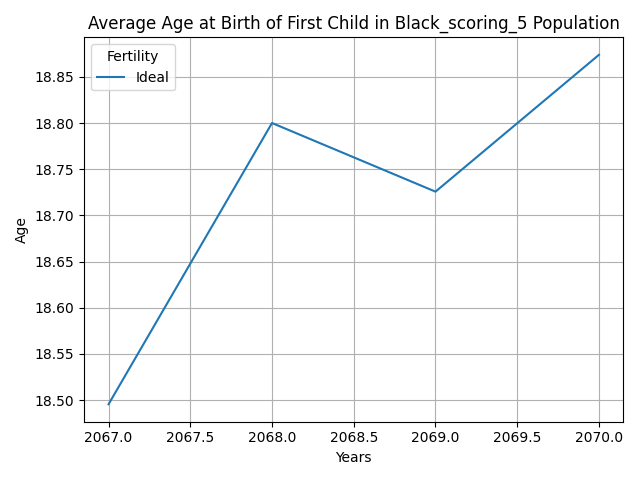 Average Age at Birth of First Child in Black_scoring_5 Population
Fertility
Ideal
18.85
18.80
18.75
18.70
18.65
18.60
18.55
18.50
Age
2067.0 2067.5 2068.0 2068.5 2069.0 2069.5 2070.0
Years